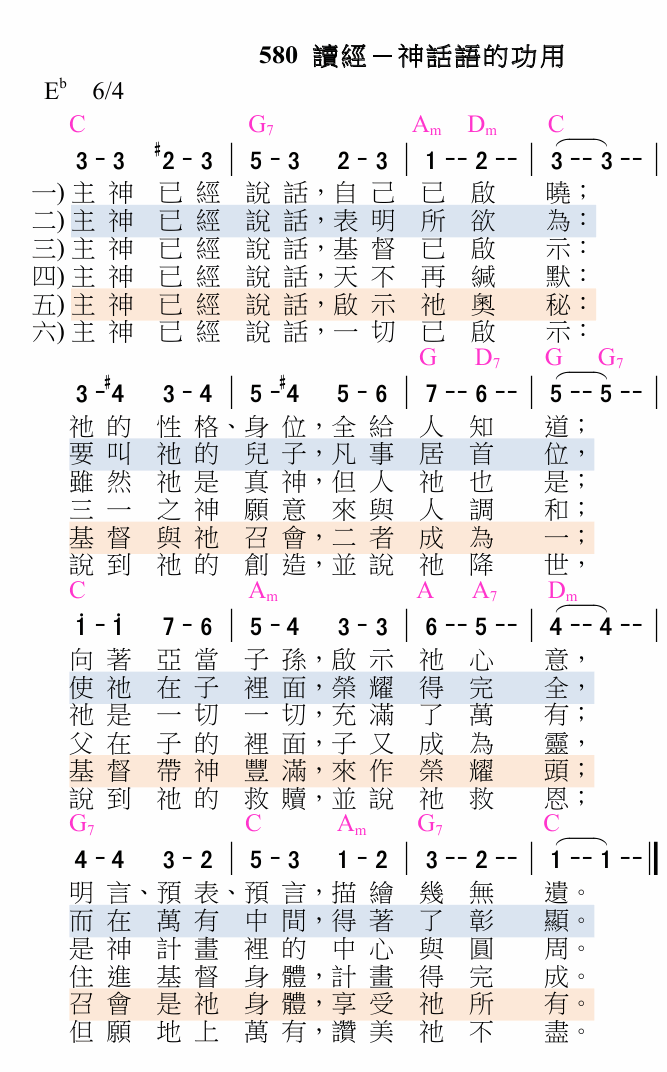 580 讀經－神話語的功用
E♭ 6/4
C G7 Am Dm C
3 - 3 #2 - 3 | 5 - 3 2 - 3 | 1 -- 2 -- | 3 -- 3 -- |
一) 主神 已經 說話，自己 已啟 曉；
二) 主神 已經 說話，表明 所欲 為：
三) 主神 已經 說話，基督 已啟 示：
四) 主神 已經 說話，天不 再緘 默：
五) 主神 已經 說話，啟示 祂奧 秘：
六) 主神 已經 說話，一切 已啟 示：
G D7 G G7
3 - #4 3 - 4 | 5 - #4 5 - 6 | 7 -- 6 -- | 5 -- 5 -- |
祂的 性格、身位，全給 人知 道；
要叫 祂的 兒子，凡事 居首 位，
雖然 祂是 真神，但人 祂也 是；
三一 之神 願意 來與 人調 和；
基督 與祂 召會，二者 成為 一；
說到 祂的 創造，並說 祂降 世，
C Am A A7 Dm
1̇ - 1̇ 7 - 6 | 5 - 4 3 - 3 | 6 -- 5 -- | 4 -- 4 -- |
向著 亞當 子孫，啟示 祂心 意，
使祂 在子 裡面，榮耀 得完 全，
祂是 一切 一切，充滿 了萬 有；
父在 子的 裡面，子又 成為 靈，
基督 帶神 豐滿，來作 榮耀 頭；
說到 祂的 救贖，並說 祂救 恩；
G7 C Am G7 C
4 - 4 3 - 2 | 5 - 3 1 - 2 | 3 -- 2 -- | 1 -- 1 -- ‖
明言、預表、預言，描繪 幾無 遺。
而在 萬有 中間，得著 了彰 顯。
是神 計畫 裡的 中心 與圓 周。
住進 基督 身體，計畫 得完 成。
召會 是祂 身體，享受 祂所 有。
但願 地上 萬有，讚美 祂不 盡。